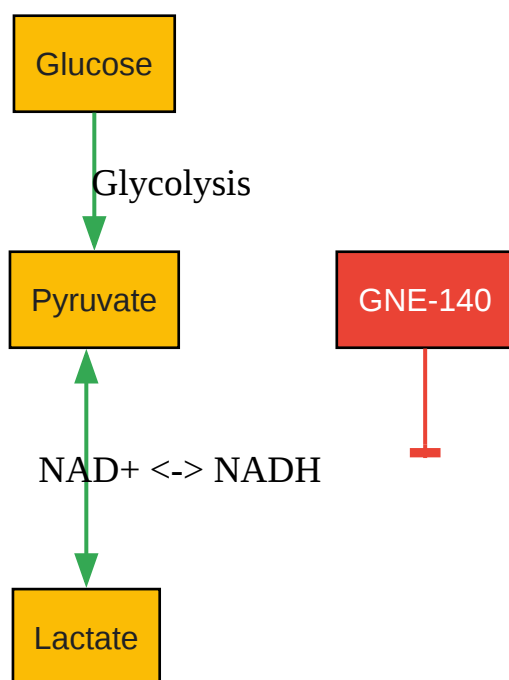 Glucose
Glycolysis
Pyruvate
GNE-140
NAD+ <-> NADH
Lactate